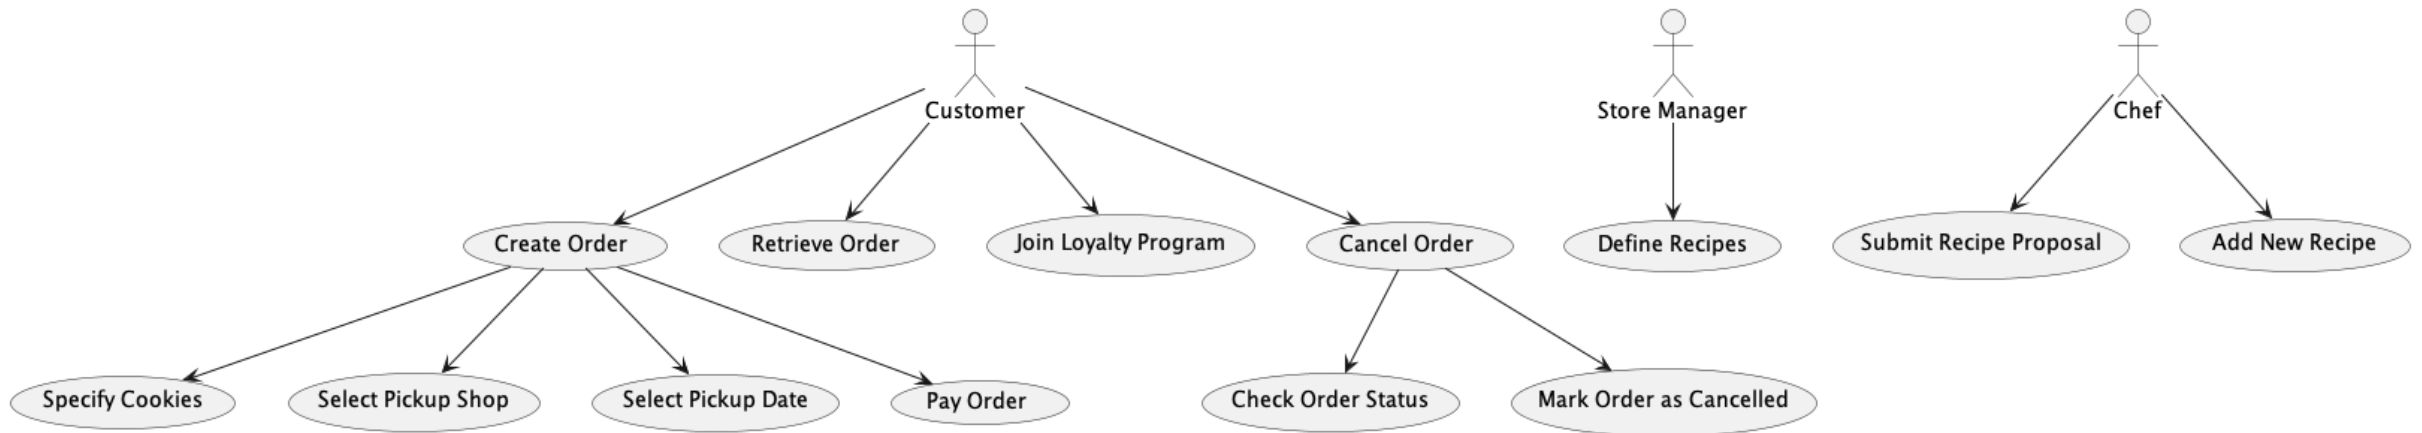 Customer
Store Manager
Chef
Create Order
Retrieve Order
Join Loyalty Program
Cancel Order
Define Recipes
Submit Recipe Proposal
Add New Recipe
Specify Cookies
Select Pickup Shop
Select Pickup Date
Pay Order
Check Order Status
Mark Order as Cancelled